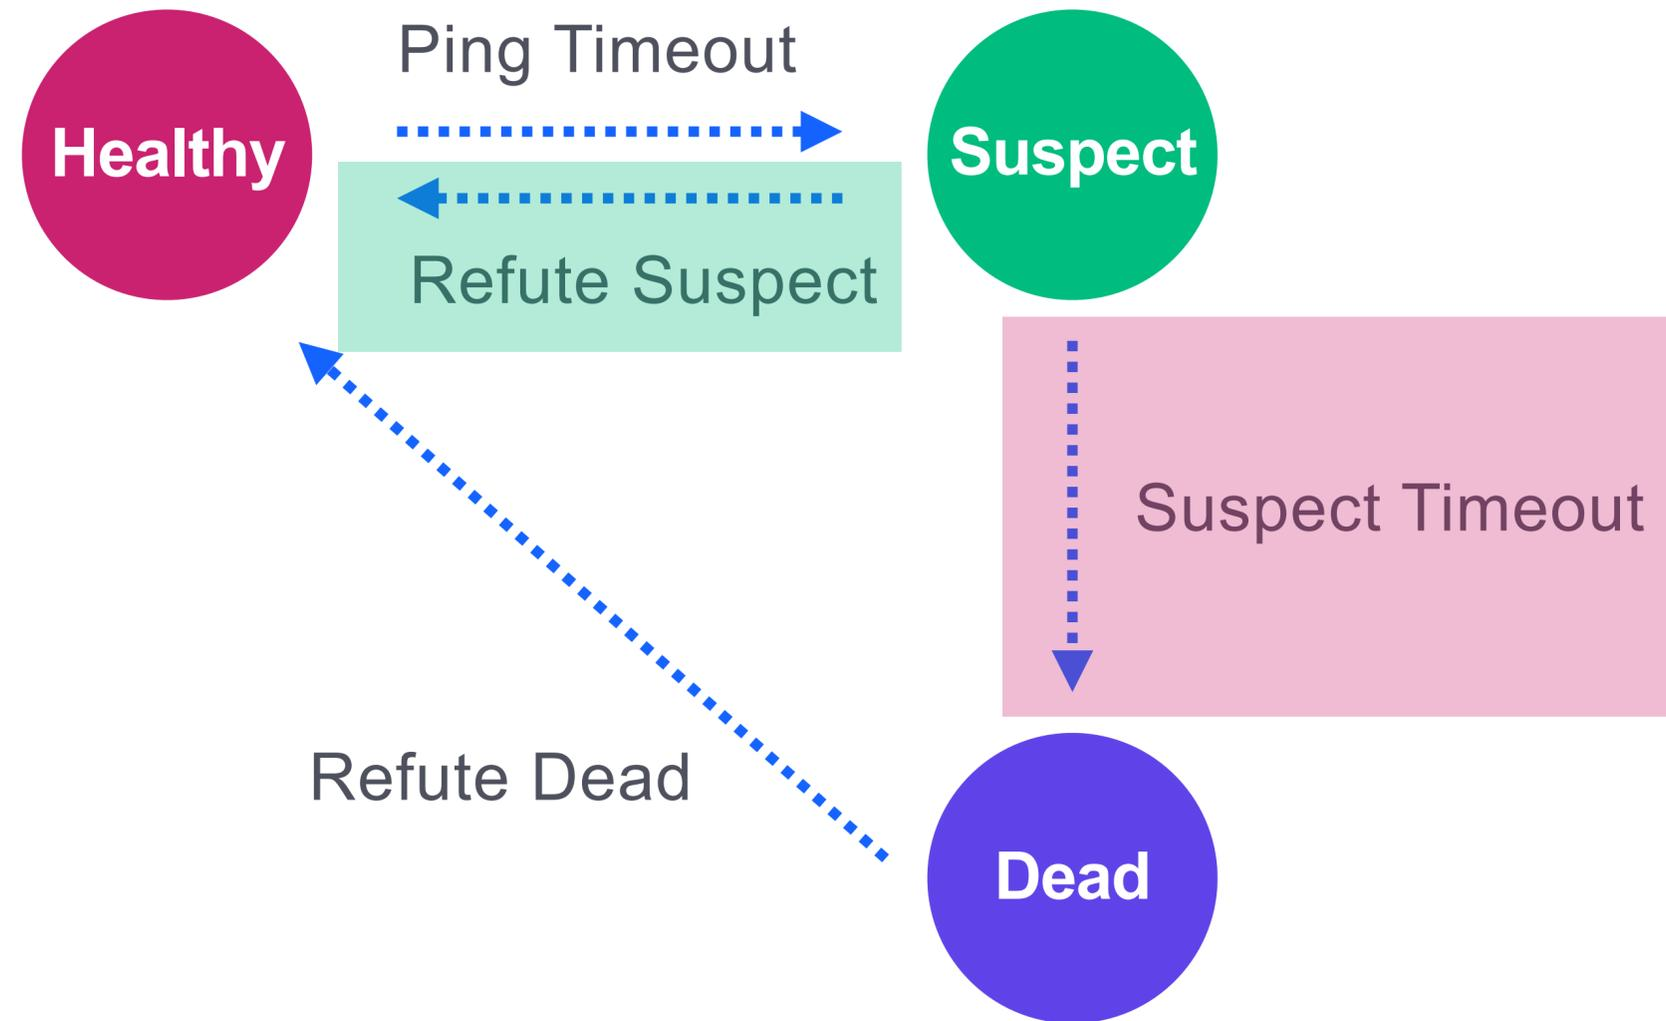 Ping Timeout
Healthy
Suspect
Refute Suspect
Suspect Timeout
Refute Dead
Dead